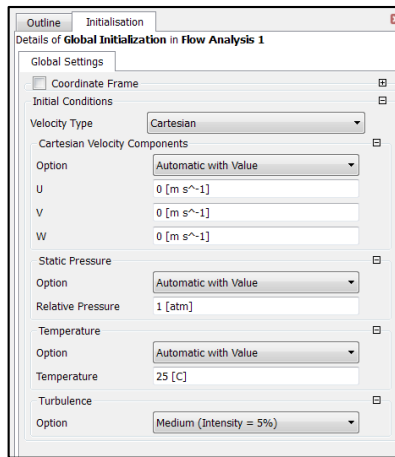 Outline Initialisation
Details of Global Initialization in Flow Analysis 1
Global Settings
Coordinate Frame
Initial Conditions
Velocity Type Cartesian
Cartesian Velocity Components
Option Automatic with Value
U 0 [m s^-1]
V 0 [m s^-1]
W 0 [m s^-1]
Static Pressure
Option Automatic with Value
Relative Pressure 1 [atm]
Temperature
Option Automatic with Value
Temperature 25 [C]
Turbulence
Option Medium (Intensity = 5%)